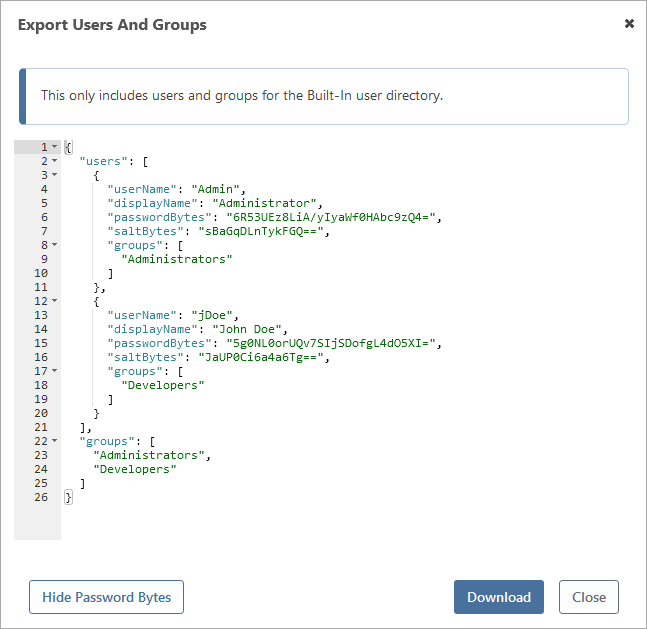 Export Users And Groups
This only includes users and groups for the Built-In user directory.
1 {
2 "users": [
3 {
4 "userName": "Admin",
5 "displayName": "Administrator",
6 "passwordBytes": "6R53UEz8LiA/yIyaWf0HAbc9zQ4=",
7 "saltBytes": "sBaGqDLnTykFGQ==",
8 "groups": [
9 "Administrators"
10 ]
11 },
12 {
13 "userName": "jDoe",
14 "displayName": "John Doe",
15 "passwordBytes": "5g0NL0orUQv7SIjSDofgL4dO5XI=",
16 "saltBytes": "JaUP0Ci6a4a6Tg==",
17 "groups": [
18 "Developers"
19 ]
20 }
21 ],
22 "groups": [
23 "Administrators",
24 "Developers"
25 ]
26 }
Hide Password Bytes
Download
Close